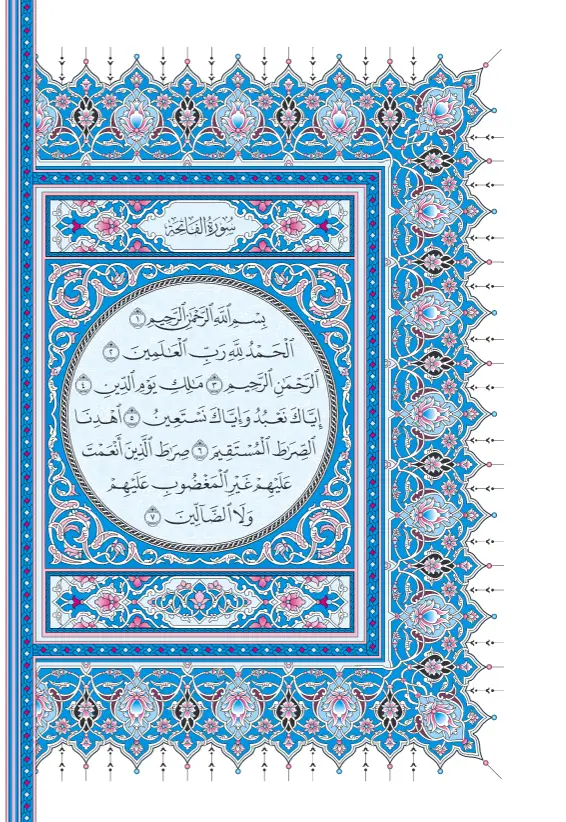 سُورَةُ الفَاتِحَةِ
بِسْمِ ٱللَّهِ ٱلرَّحْمَٰنِ ٱلرَّحِيمِ ١
ٱلْحَمْدُ لِلَّهِ رَبِّ ٱلْعَٰلَمِينَ ٢
ٱلرَّحْمَٰنِ ٱلرَّحِيمِ ٣ مَٰلِكِ يَوْمِ ٱلدِّينِ ٤
إِيَّاكَ نَعْبُدُ وَإِيَّاكَ نَسْتَعِينُ ٥ ٱهْدِنَا
ٱلصِّرَٰطَ ٱلْمُسْتَقِيمَ ٦ صِرَٰطَ ٱلَّذِينَ أَنْعَمْتَ
عَلَيْهِمْ غَيْرِ ٱلْمَغْضُوبِ عَلَيْهِمْ
وَلَا ٱلضَّآلِّينَ ٧